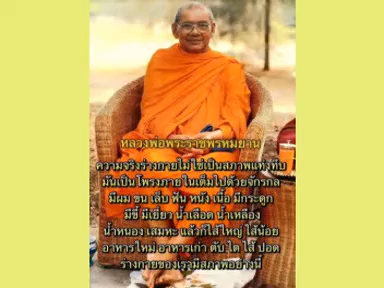 หลวงพ่อพระราชพรหมยาน
ความจริงร่างกายไม่ใช่เป็นสภาพแท่งทึบ
มันเป็นโพรงภายในเต็มไปด้วยจักรกล
มีผม ขน เล็บ ฟัน หนัง เนื้อ มีกระดูก
มีขี้ มีเยี่ยว น้ำเลือด น้ำเหลือง
น้ำหนอง เสมหะ แล้วก็ไส้ใหญ่ ไส้น้อย
อาหารใหม่ อาหารเก่า ตับ ไต ไส้ ปอด
ร่างกายของเรามีสภาพอย่างนี้